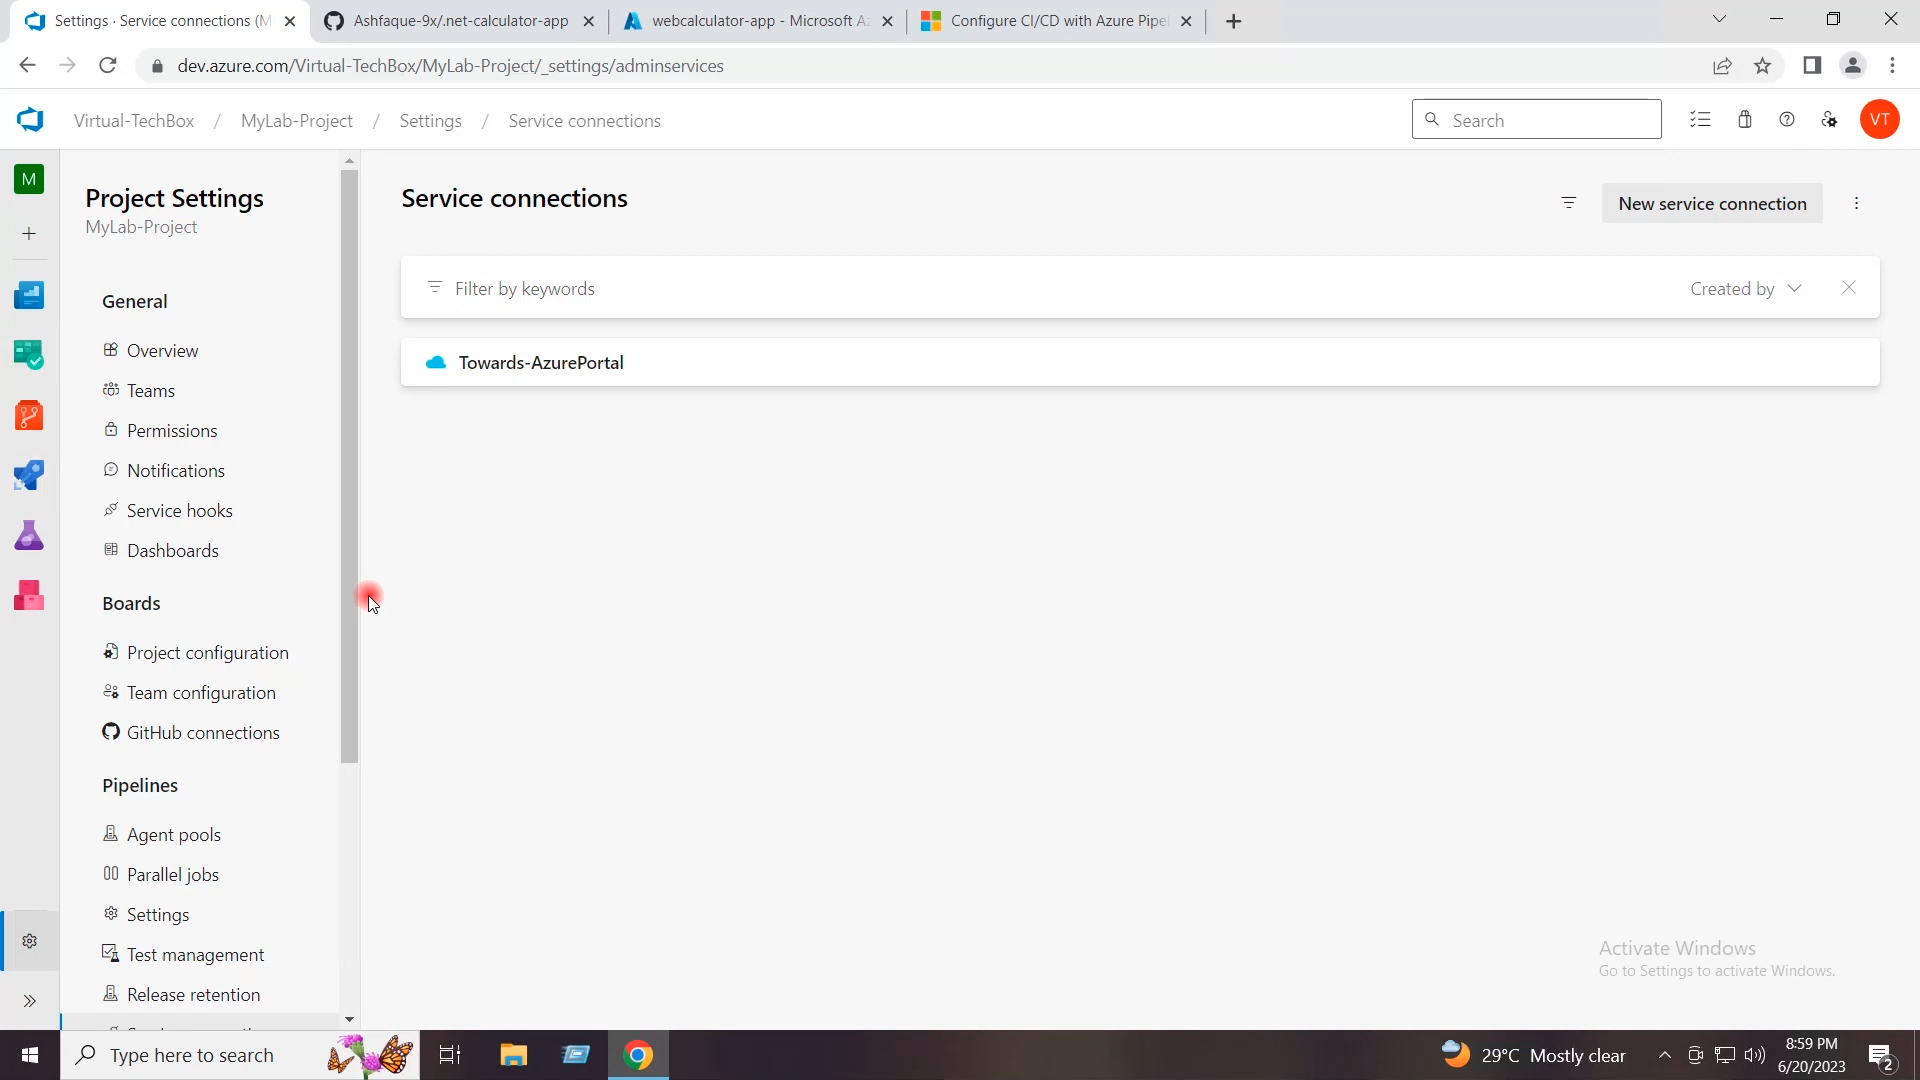 Settings · Service connections (M
Ashfaque-9x/.net-calculator-app
webcalculator-app - Microsoft Az
Configure CI/CD with Azure Pipel
dev.azure.com/Virtual-TechBox/MyLab-Project/_settings/adminservices
Virtual-TechBox / MyLab-Project / Settings / Service connections
Search
VT
M
Project Settings
MyLab-Project
General
Overview
Teams
Permissions
Notifications
Service hooks
Dashboards
Boards
Project configuration
Team configuration
GitHub connections
Pipelines
Agent pools
Parallel jobs
Settings
Test management
Release retention
Service connections
New service connection
Filter by keywords
Created by
Towards-AzurePortal
Activate Windows
Go to Settings to activate Windows.
Type here to search
29°C Mostly clear
8:59 PM
6/20/2023
2